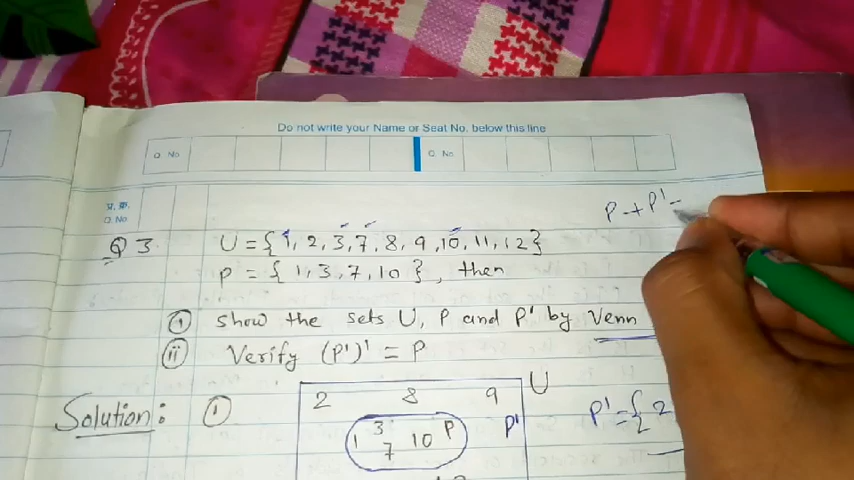 Do not write your Name or Seat No. below this line
Q. No
Q. No
प्र. क्र.
Q. No
P + P' =
Q 3 U = {1, 2, 3, 7, 8, 9, 10, 11, 12}
P = {1, 3, 7, 10}, then
(i) Show the sets U, P and P' by Venn
(ii) Verify (P')' = P
Solution: (i)
U
2 8 9
P' = { 2
1 3 7 10 P P'